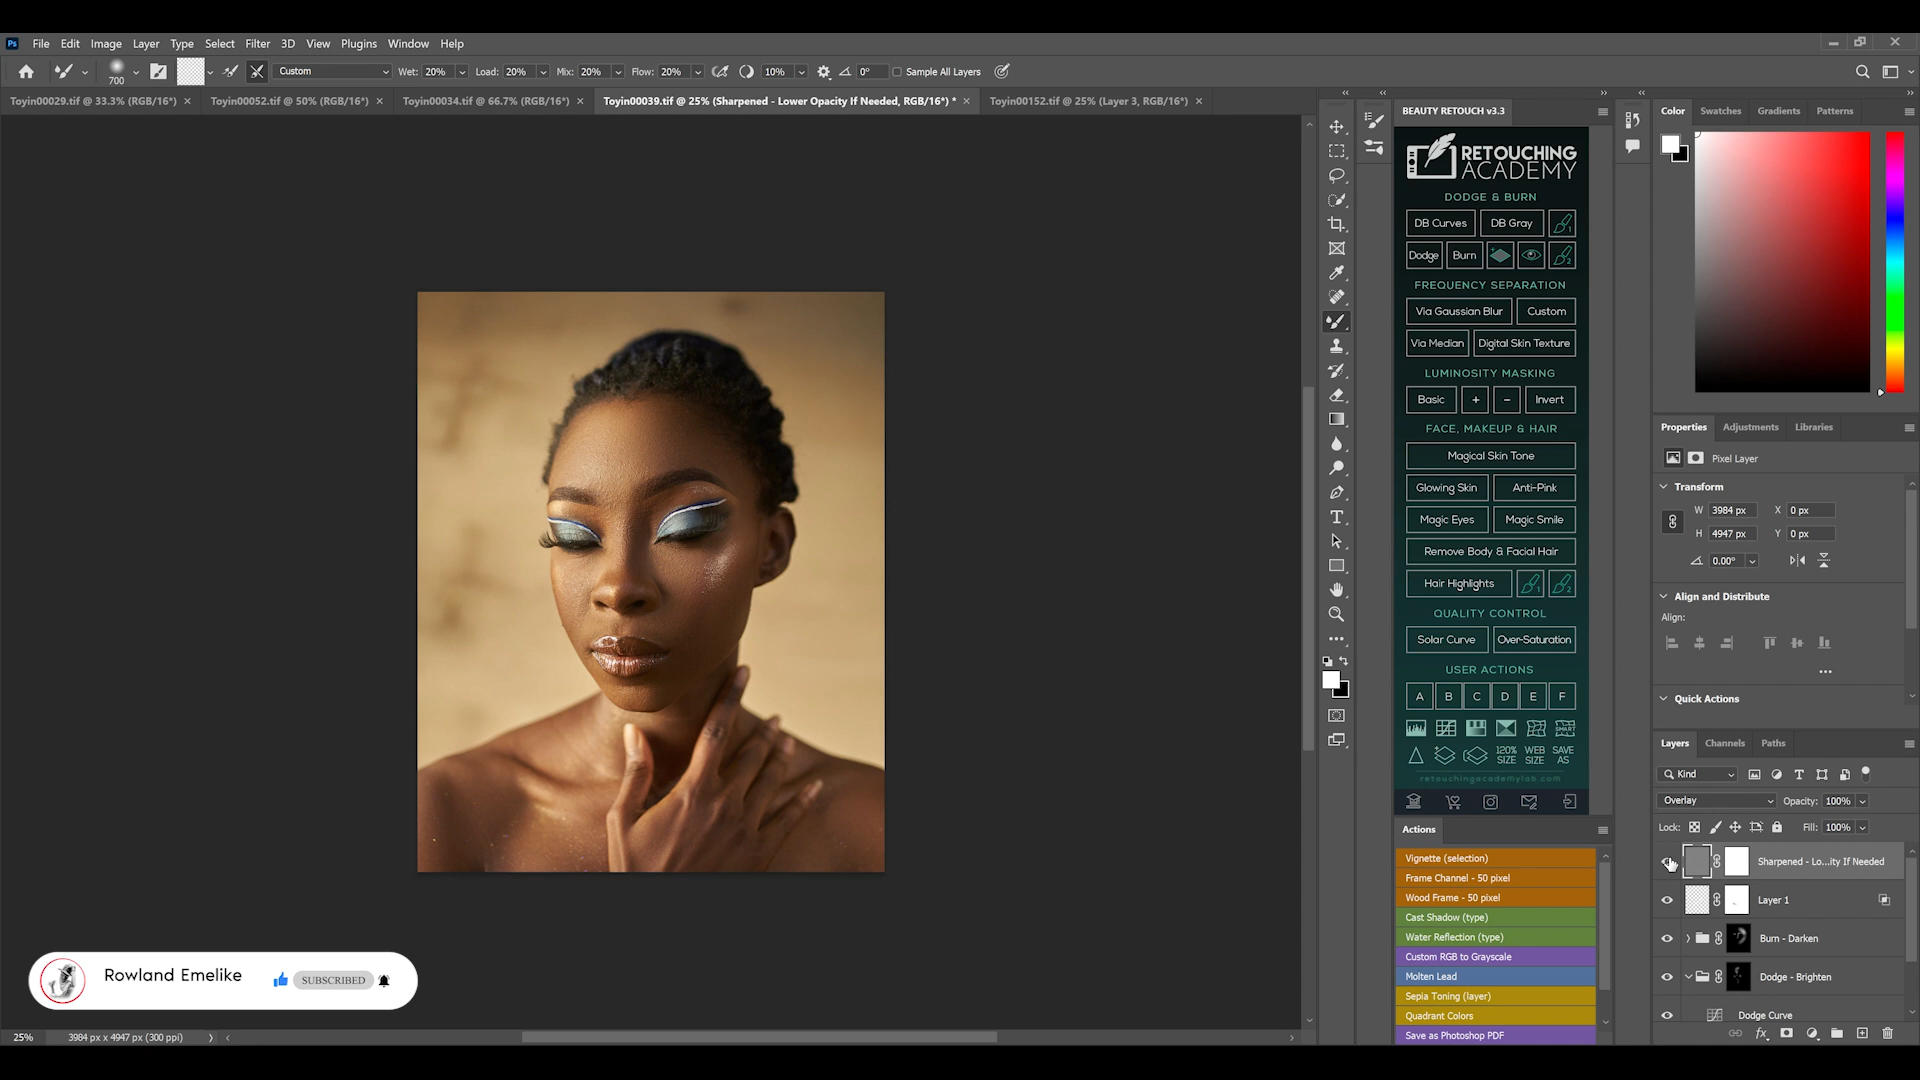 Ps File Edit Image Layer Type Select Filter 3D View Plugins Window Help
700 Custom Wet: 20% Load: 20% Mix: 20% Flow: 20% 10% 0° Sample All Layers
Toyin00029.tif @ 33.3% (RGB/16*) × Toyin00052.tif @ 50% (RGB/16*) × Toyin00034.tif @ 66.7% (RGB/16*) × Toyin00039.tif @ 25% (Sharpened - Lower Opacity If Needed, RGB/16*) * × Toyin00152.tif @ 25% (Layer 3, RGB/16*) ×
BEAUTY RETOUCH v3.3
RETOUCHING
ACADEMY
DODGE & BURN
DB Curves DB Gray 1
Dodge Burn 2
FREQUENCY SEPARATION
Via Gaussian Blur Custom
Via Median Digital Skin Texture
LUMINOSITY MASKING
Basic + − Invert
FACE, MAKEUP & HAIR
Magical Skin Tone
Glowing Skin Anti-Pink
Magic Eyes Magic Smile
Remove Body & Facial Hair
Hair Highlights 1 2
QUALITY CONTROL
Solar Curve Over-Saturation
USER ACTIONS
A B C D E F
SMART
120% SIZE WEB SIZE SAVE AS
retouchingacademylab.com
Actions
Vignette (selection)
Frame Channel - 50 pixel
Wood Frame - 50 pixel
Cast Shadow (type)
Water Reflection (type)
Custom RGB to Grayscale
Molten Lead
Sepia Toning (layer)
Quadrant Colors
Save as Photoshop PDF
Color Swatches Gradients Patterns
Properties Adjustments Libraries
Pixel Layer
Transform
W 3984 px X 0 px
H 4947 px Y 0 px
0.00°
Align and Distribute
Align:
Quick Actions
Layers Channels Paths
Kind
Overlay Opacity: 100%
Lock: Fill: 100%
Sharpened - Lo...ity If Needed
Layer 1
Burn - Darken
Dodge - Brighten
Dodge Curve
fx
Rowland Emelike SUBSCRIBED
25% 3984 px x 4947 px (300 ppi)